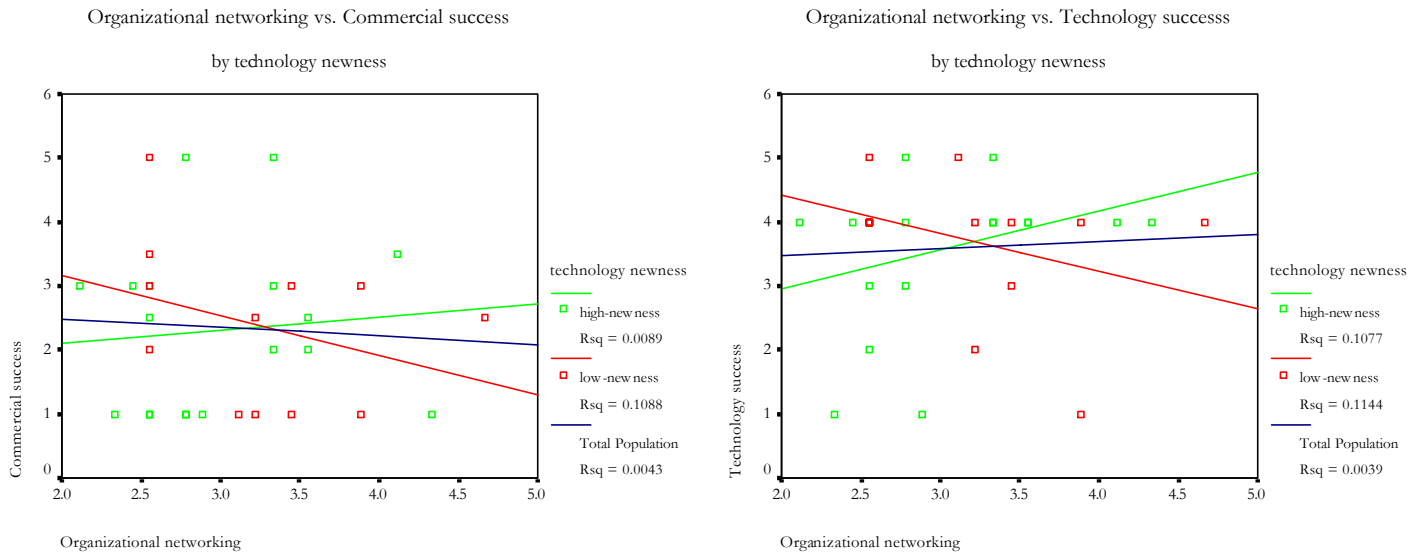 Organizational networking vs. Commercial success
by technology newness
6
5
4
3
2
1
0
Commercial success
2.0 2.5 3.0 3.5 4.0 4.5 5.0
Organizational networking
technology newness
high-newness
Rsq = 0.0089
low-newness
Rsq = 0.1088
Total Population
Rsq = 0.0043
Organizational networking vs. Technology successs
by technology newness
6
5
4
3
2
1
0
Technology success
2.0 2.5 3.0 3.5 4.0 4.5 5.0
Organizational networking
technology newness
high-newness
Rsq = 0.1077
low-newness
Rsq = 0.1144
Total Population
Rsq = 0.0039